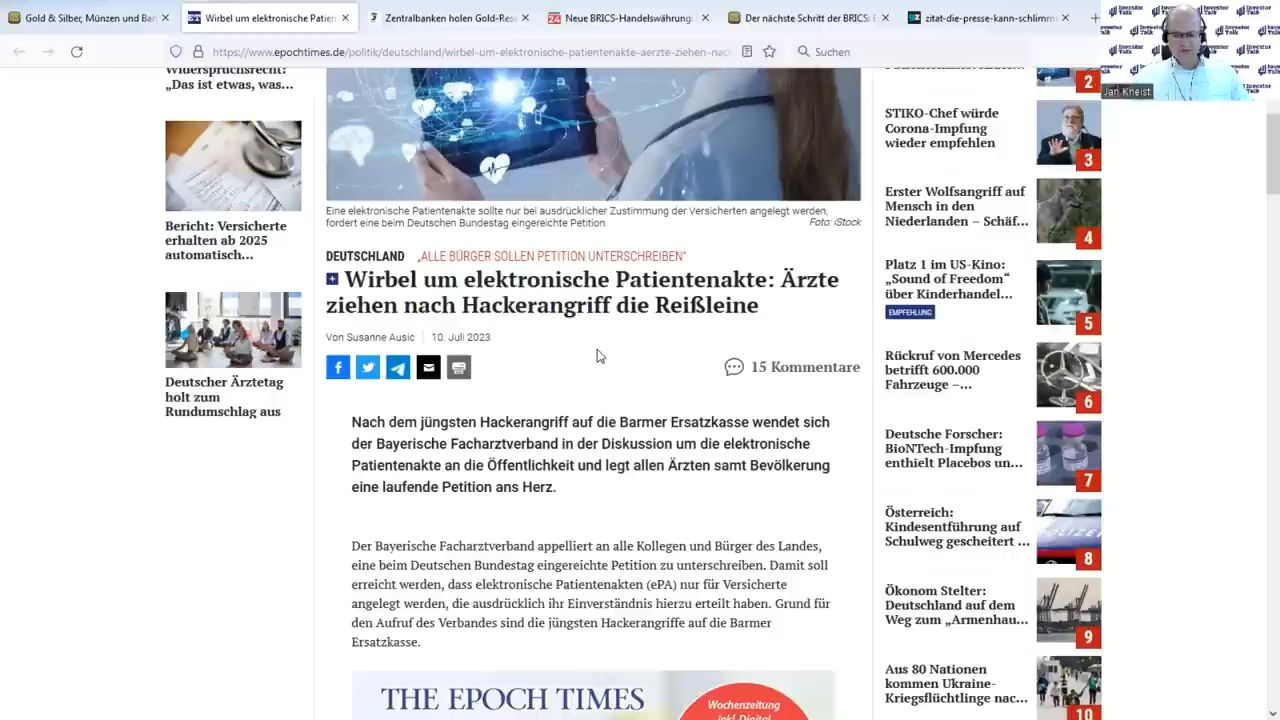 Gold & Silber, Münzen und Bar
Wirbel um elektronische Patien
Zentralbanken holen Gold-Rese
Neue BRICS-Handelswährung:
Der nächste Schritt der BRICS: E
zitat-die-presse-kann-schlimm
https://www.epochtimes.de/politik/deutschland/wirbel-um-elektronische-patientenakte-aerzte-ziehen-nac
Suchen
Investor Talk
Jan Kneist
Widerspruchsrecht:
„Das ist etwas, was…
Bericht: Versicherte
erhalten ab 2025
automatisch…
Deutscher Ärztetag
holt zum
Rundumschlag aus
Eine elektronische Patientenakte sollte nur bei ausdrücklicher Zustimmung der Versicherten angelegt werden,
fordert eine beim Deutschen Bundestag eingereichte Petition.
Foto: iStock
DEUTSCHLAND „ALLE BÜRGER SOLLEN PETITION UNTERSCHREIBEN"
Wirbel um elektronische Patientenakte: Ärzte
ziehen nach Hackerangriff die Reißleine
Von Susanne Ausic 10. Juli 2023
15 Kommentare
Nach dem jüngsten Hackerangriff auf die Barmer Ersatzkasse wendet sich
der Bayerische Facharztverband in der Diskussion um die elektronische
Patientenakte an die Öffentlichkeit und legt allen Ärzten samt Bevölkerung
eine laufende Petition ans Herz.
Der Bayerische Facharztverband appelliert an alle Kollegen und Bürger des Landes,
eine beim Deutschen Bundestag eingereichte Petition zu unterschreiben. Damit soll
erreicht werden, dass elektronische Patientenakten (ePA) nur für Versicherte
angelegt werden, die ausdrücklich ihr Einverständnis hierzu erteilt haben. Grund für
den Aufruf des Verbandes sind die jüngsten Hackerangriffe auf die Barmer
Ersatzkasse.
THE EPOCH TIMES
Wochenzeitung
inkl. Digital
2
STIKO-Chef würde
Corona-Impfung
wieder empfehlen
3
Erster Wolfsangriff auf
Mensch in den
Niederlanden – Schäf…
4
Platz 1 im US-Kino:
„Sound of Freedom"
über Kinderhandel…
EMPFEHLUNG
5
Rückruf von Mercedes
betrifft 600.000
Fahrzeuge –…
6
Deutsche Forscher:
BioNTech-Impfung
enthielt Placebos un…
7
Österreich:
Kindesentführung auf
Schulweg gescheitert …
8
Ökonom Stelter:
Deutschland auf dem
Weg zum „Armenhau…
9
Aus 80 Nationen
kommen Ukraine-
Kriegsflüchtlinge nac…
10